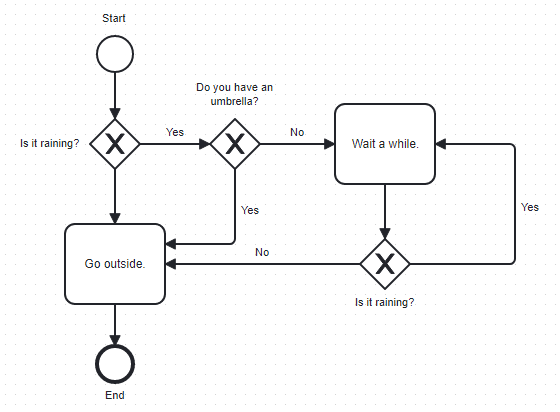 Start
Do you have an
umbrella?
Is it raining?
Yes
No
Wait a while.
Yes
Yes
Go outside.
No
Is it raining?
End